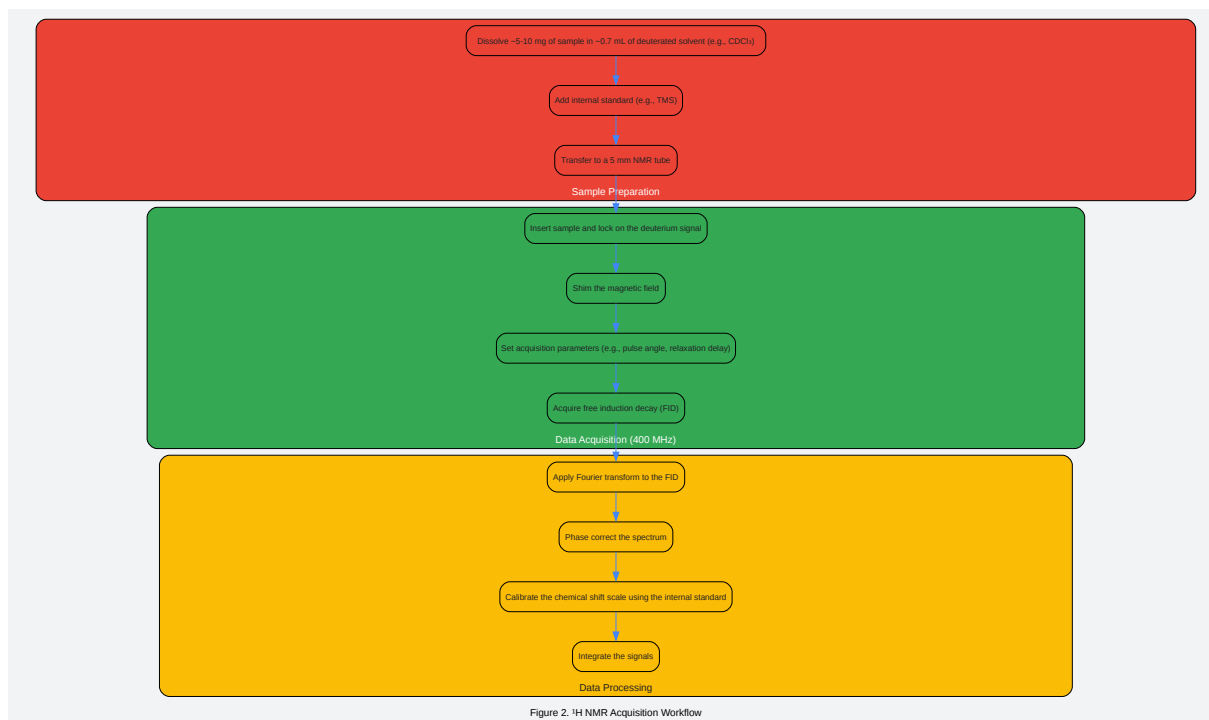 Dissolve ~5-10 mg of sample in ~0.7 mL of deuterated solvent (e.g., CDCl₃)
Add internal standard (e.g., TMS)
Transfer to a 5 mm NMR tube
Sample Preparation
Insert sample and lock on the deuterium signal
Shim the magnetic field
Set acquisition parameters (e.g., pulse angle, relaxation delay)
Acquire free induction decay (FID)
Data Acquisition (400 MHz)
Apply Fourier transform to the FID
Phase correct the spectrum
Calibrate the chemical shift scale using the internal standard
Integrate the signals
Data Processing
Figure 2. ¹H NMR Acquisition Workflow